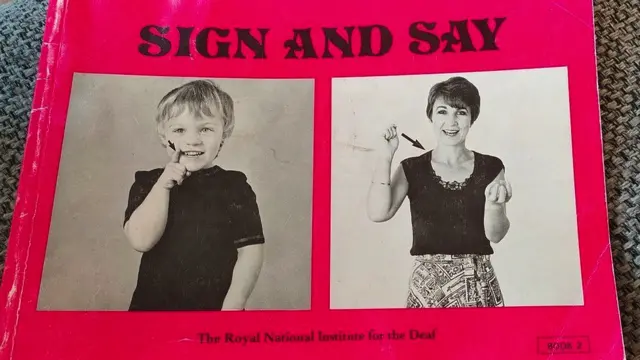 SIGN AND SAY
The Royal National Institute for the Deaf
BOOK 2